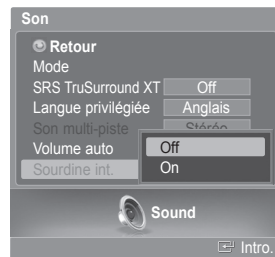 Son
Retour
Mode
SRS TruSurround XT Off
Langue privilégiée Anglais
Son multi-piste Stéréo
Volume auto Off
Sourdine int. On
Sound
Intro.